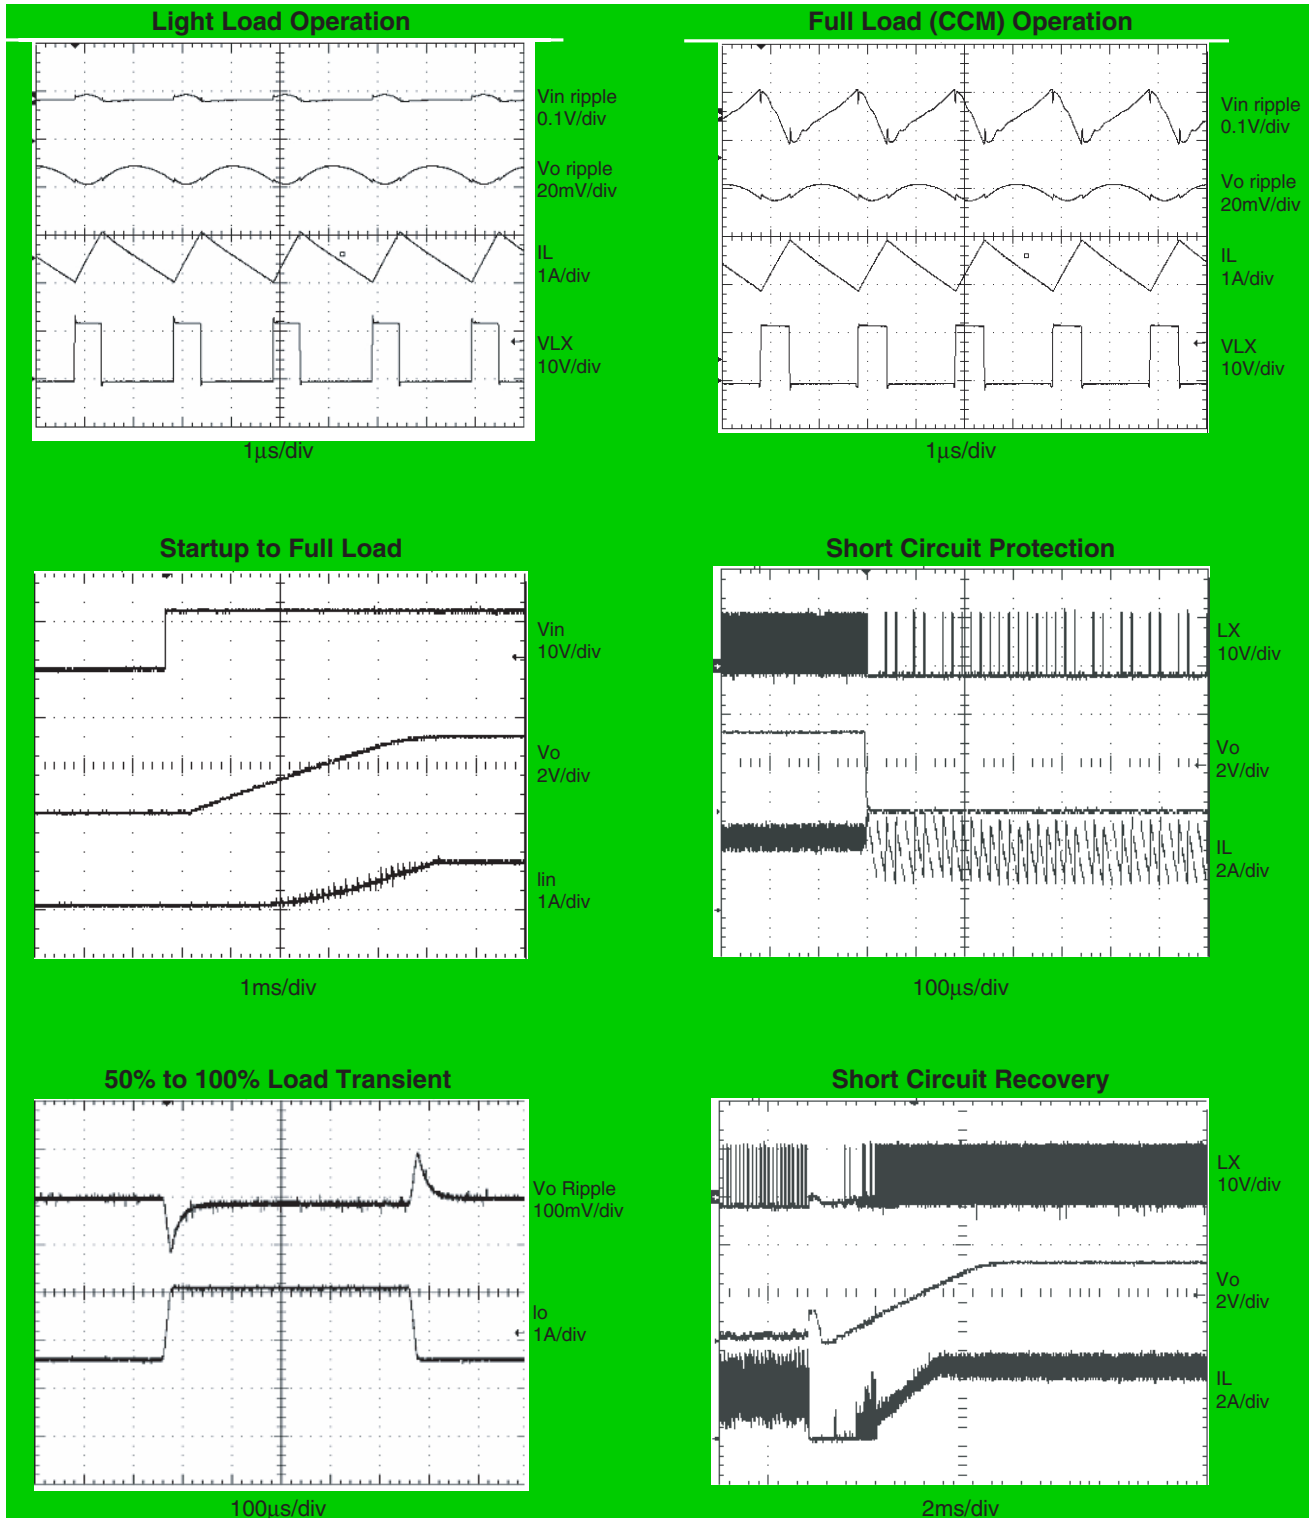 Light Load Operation
Vin ripple
0.1V/div
Vo ripple
20mV/div
IL
1A/div
VLX
10V/div
1μs/div
Full Load (CCM) Operation
Vin ripple
0.1V/div
Vo ripple
20mV/div
IL
1A/div
VLX
10V/div
1μs/div
Startup to Full Load
Vin
10V/div
Vo
2V/div
Iin
1A/div
1ms/div
Short Circuit Protection
LX
10V/div
Vo
2V/div
IL
2A/div
100μs/div
50% to 100% Load Transient
Vo Ripple
100mV/div
Io
1A/div
100μs/div
Short Circuit Recovery
LX
10V/div
Vo
2V/div
IL
2A/div
2ms/div